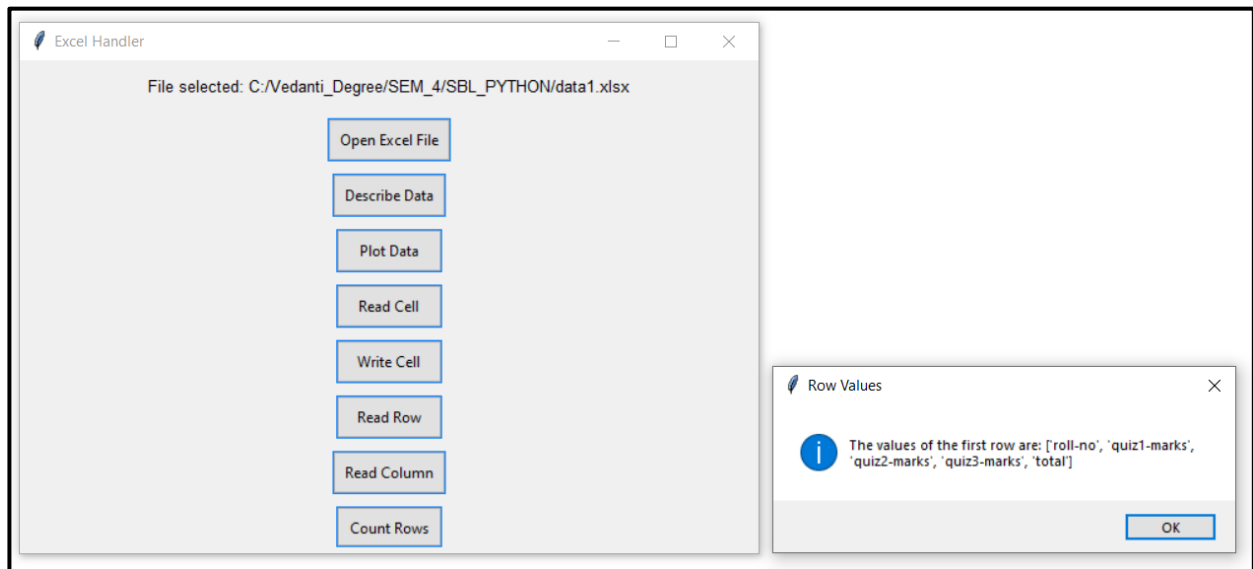 Excel Handler
File selected: C:/Vedanti_Degree/SEM_4/SBL_PYTHON/data1.xlsx
Open Excel File
Describe Data
Plot Data
Read Cell
Write Cell
Read Row
Read Column
Count Rows
Row Values
The values of the first row are: ['roll-no', 'quiz1-marks',
'quiz2-marks', 'quiz3-marks', 'total']
OK